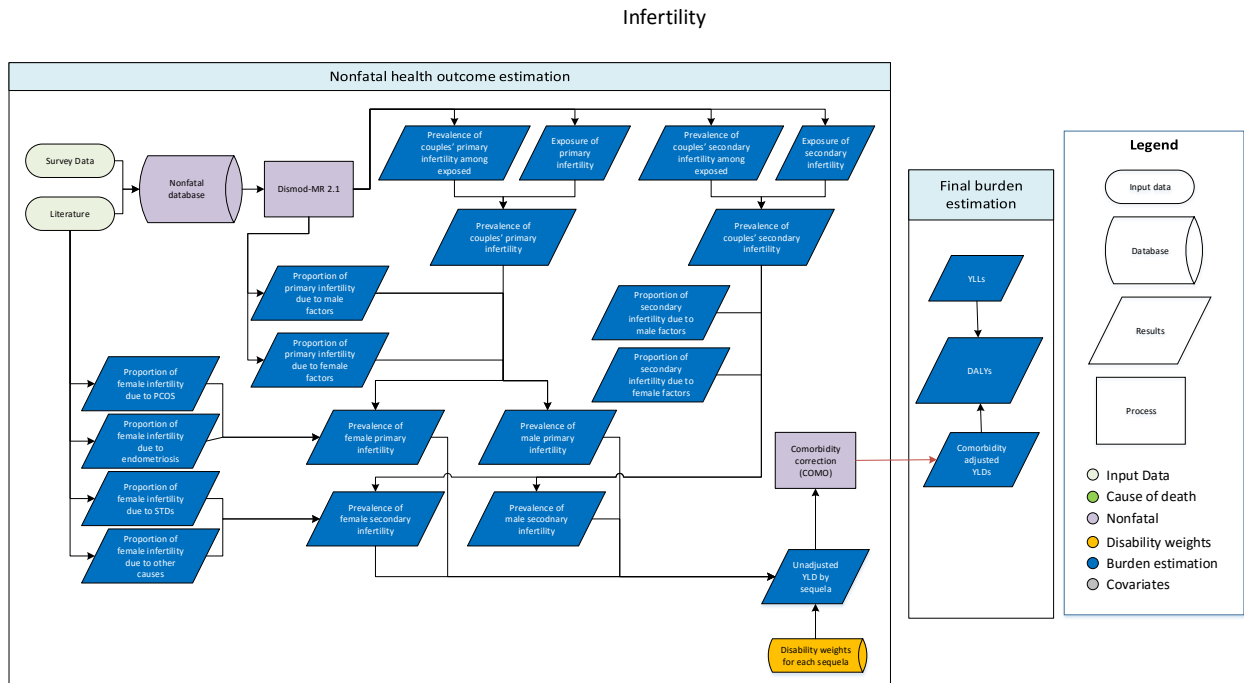 Infertility
Nonfatal health outcome estimation
Survey Data
Literature
Nonfatal
database
Dismod-MR 2.1
Prevalence of
couples' primary
infertility among
exposed
Exposure of
primary
infertility
Prevalence of
couples' secondary
infertility among
exposed
Exposure of
secondary
infertility
Prevalence of
couples' primary
infertility
Prevalence of
couples' secondary
infertility
Proportion of
primary infertility
due to male
factors
Proportion of
secondary
infertility due to
male factors
Proportion of
primary infertility
due to female
factors
Proportion of
secondary
infertility due to
female factors
Proportion of
female infertility
due to PCOS
Proportion of
female infertility
due to
endometriosis
Proportion of
female infertility
due to STDs
Proportion of
female infertility
due to other
causes
Prevalence of
female primary
infertility
Prevalence of
male primary
infertility
Prevalence of
female secondary
infertility
Prevalence of
male secodnary
infertility
Comorbidity
correction
(COMO)
Unadjusted
YLD by
sequela
Disability weights
for each sequela
Final burden
estimation
YLLs
DALYs
Comorbidity
adjusted
YLDs
Legend
Input data
Database
Results
Process
Input Data
Cause of death
Nonfatal
Disability weights
Burden estimation
Covariates